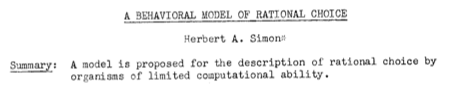 A BEHAVIORAL MODEL OF RATIONAL CHOICE
Herbert A. Simon*
Summary: A model is proposed for the description of rational choice by
organisms of limited computational ability.